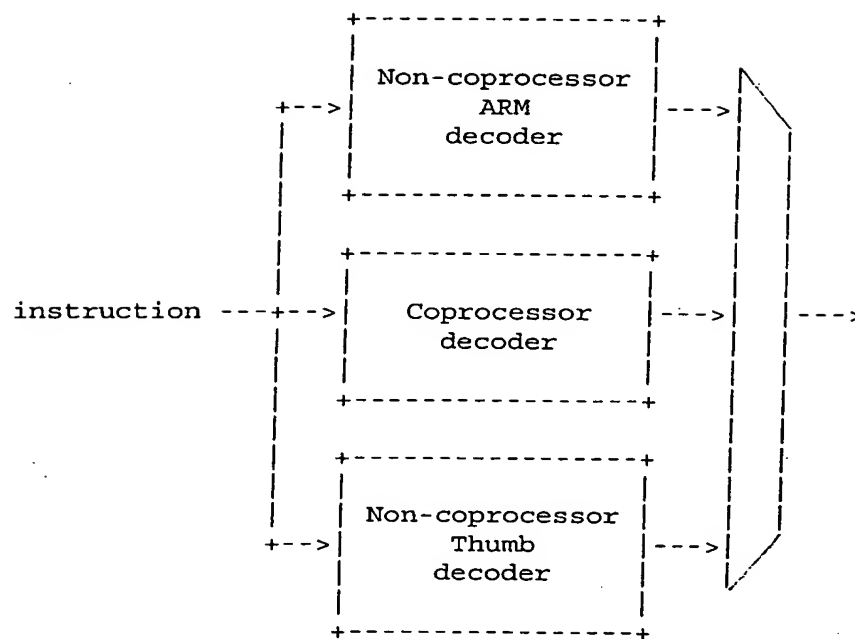 Non-coprocessor
ARM
decoder
instruction
Coprocessor
decoder
Non-coprocessor
Thumb
decoder